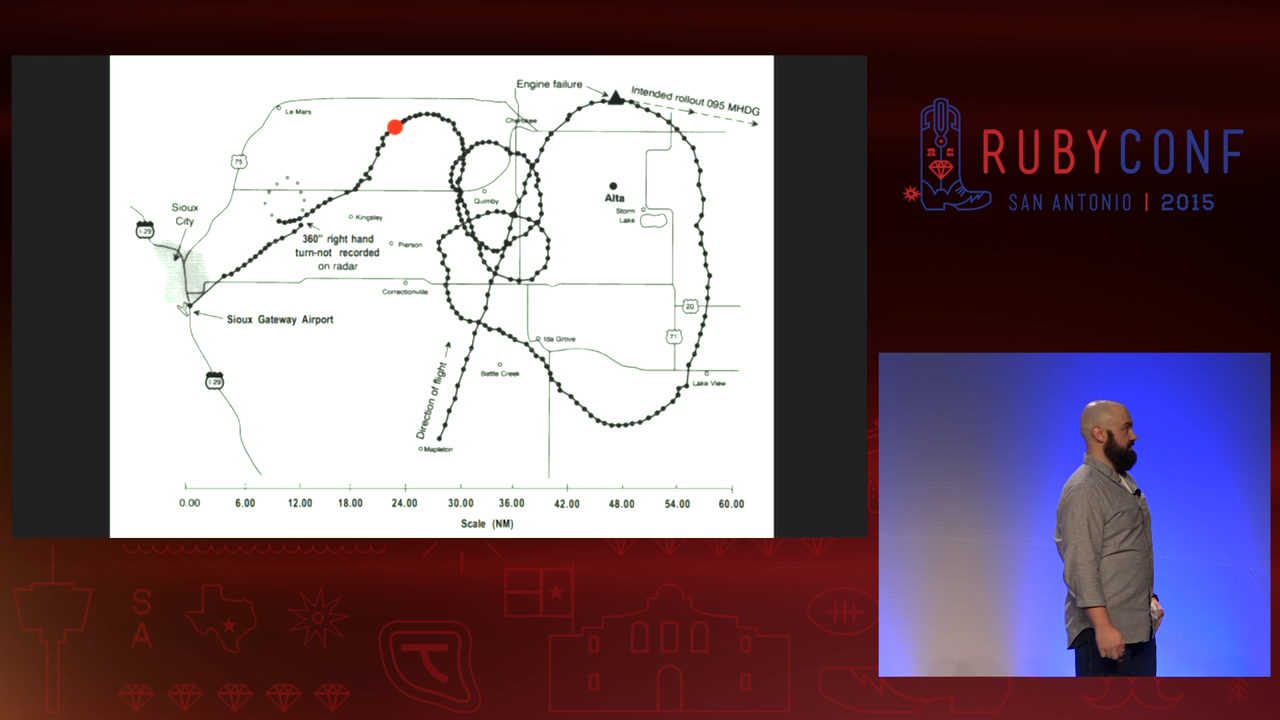 Engine failure
Intended rollout 095 MHDG
Le Mars
Cherokee
75
Quimby
Alta
Storm
Lake
Sioux
City
I-29
Kingsley
360° right hand
turn-not recorded
on radar
Pierson
Correctionville
20
Sioux Gateway Airport
71
Ida Grove
Direction of flight
Battle Creek
Lake View
I-29
Mapleton
0.00 6.00 12.00 18.00 24.00 30.00 36.00 42.00 48.00 54.00 60.00
Scale (NM)
RUBYCONF
SAN ANTONIO | 2015
S
A